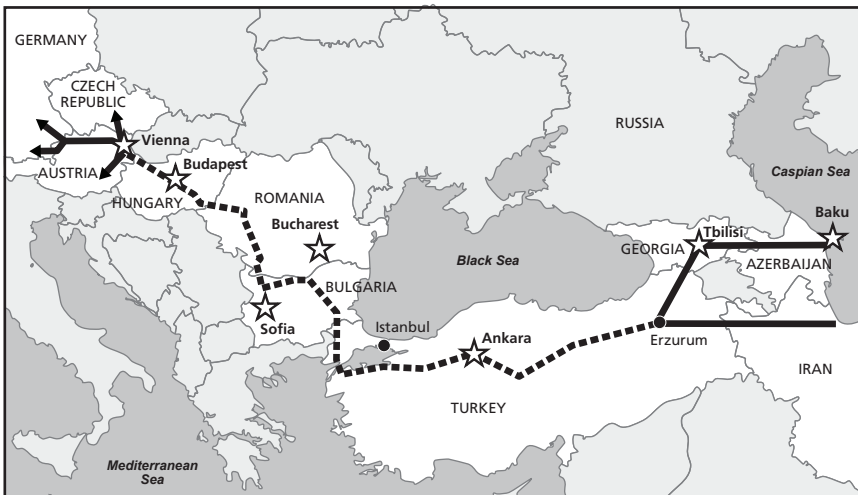 GERMANY
CZECH
REPUBLIC
Vienna
AUSTRIA
Budapest
HUNGARY
ROMANIA
Bucharest
BULGARIA
Sofia
RUSSIA
Caspian Sea
Baku
Tbilisi
GEORGIA
AZERBAIJAN
Black Sea
Istanbul
Ankara
Erzurum
IRAN
TURKEY
Mediterranean
Sea